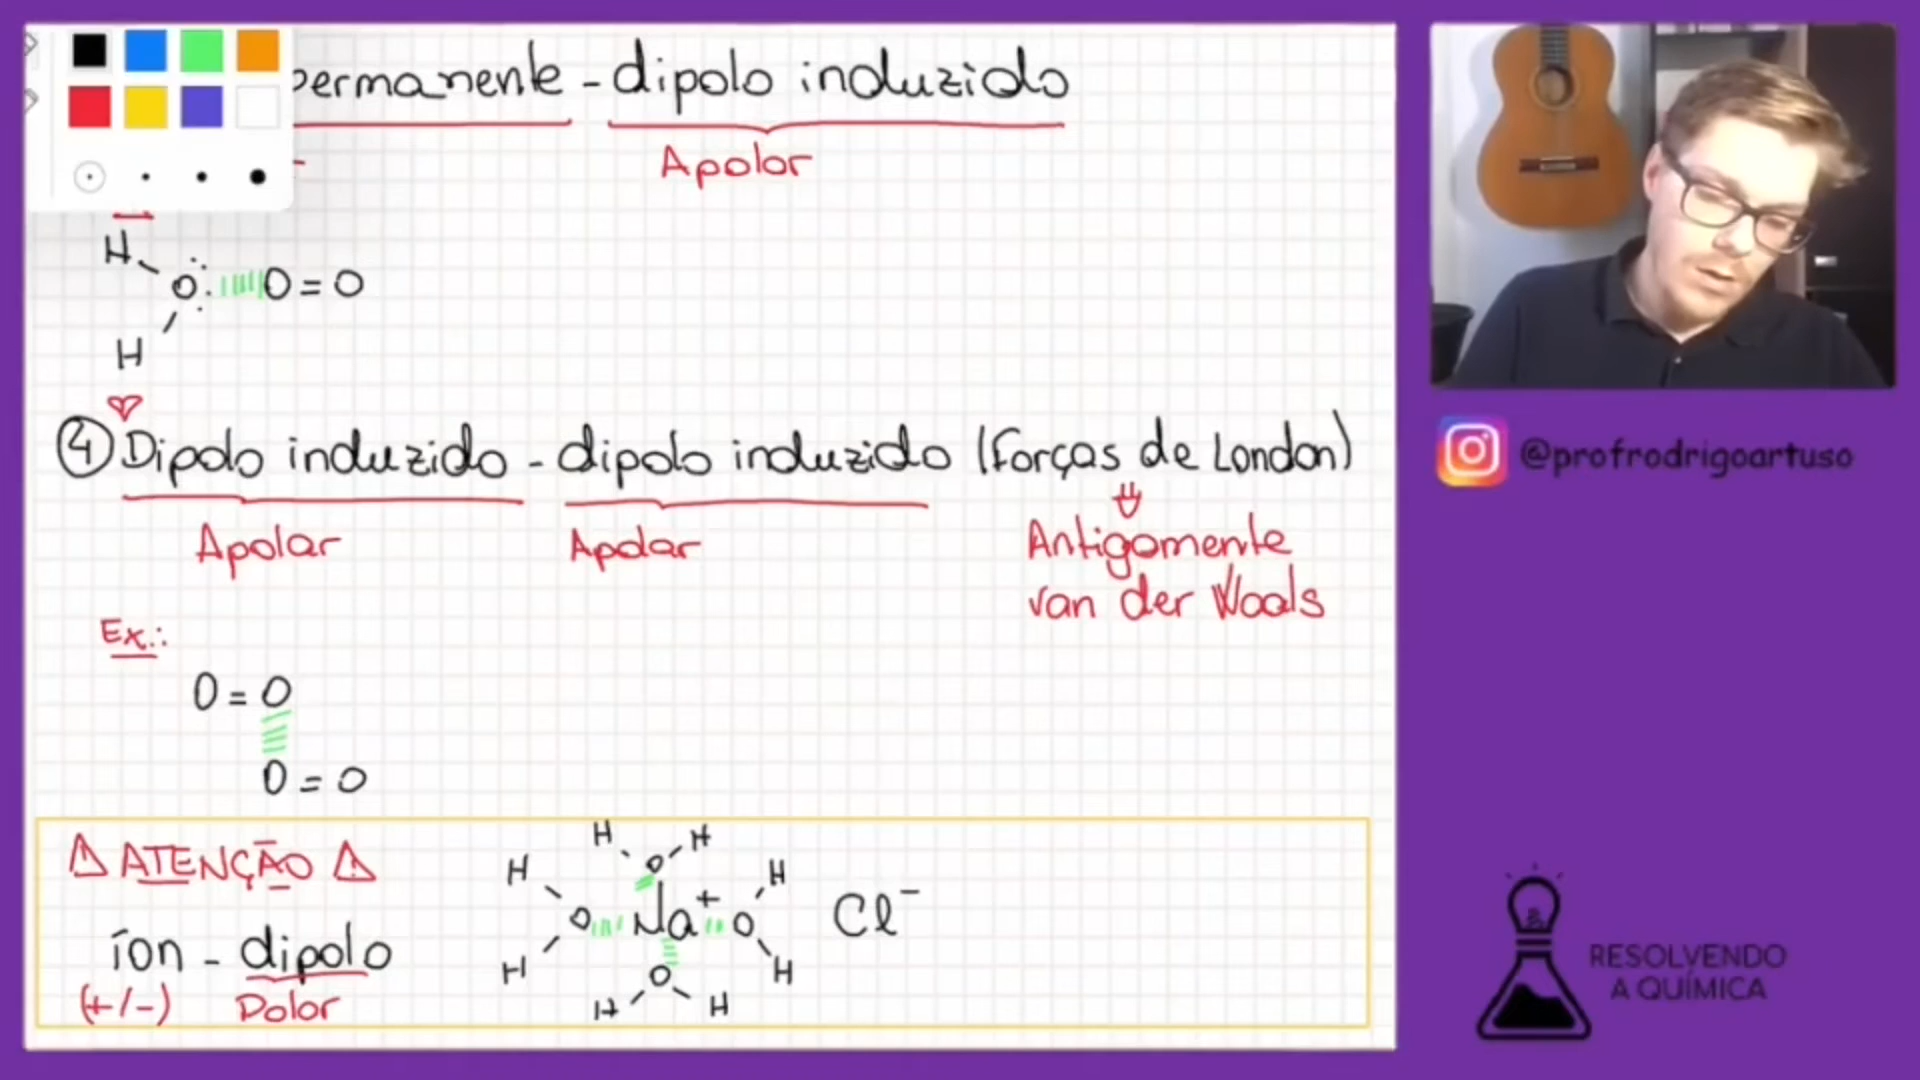 permanente - dipolo induzido
Apolar
H
O ||||| O = O
H
④ Dipolo induzido - dipolo induzido (Forças de London)
Apolar Apolar Antigamente
van der Waals
Ex.:
O = O
O = O
⚠ ATENÇÃO ⚠
íon - dipolo
(+/-) Polar
H H
H O H
O Na+ O Cl-
H O H
H H
@profrodrigoartuso
RESOLVENDO
A QUÍMICA